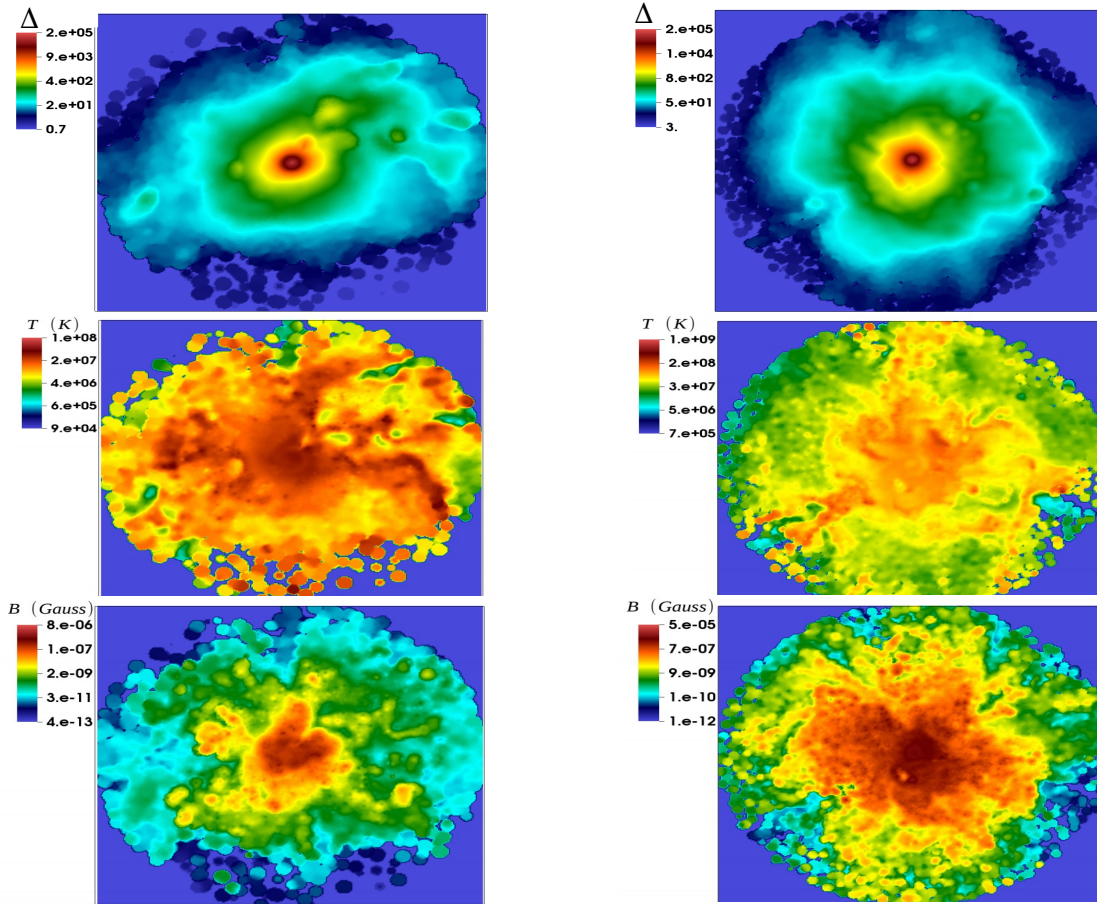 Δ
2.e+05
9.e+03
4.e+02
2.e+01
0.7
Δ
2.e+05
1.e+04
8.e+02
5.e+01
3.
T (K)
1.e+08
2.e+07
4.e+06
6.e+05
9.e+04
T (K)
1.e+09
2.e+08
3.e+07
5.e+06
7.e+05
B (Gauss)
8.e-06
1.e-07
2.e-09
3.e-11
4.e-13
B (Gauss)
5.e-05
7.e-07
9.e-09
1.e-10
1.e-12